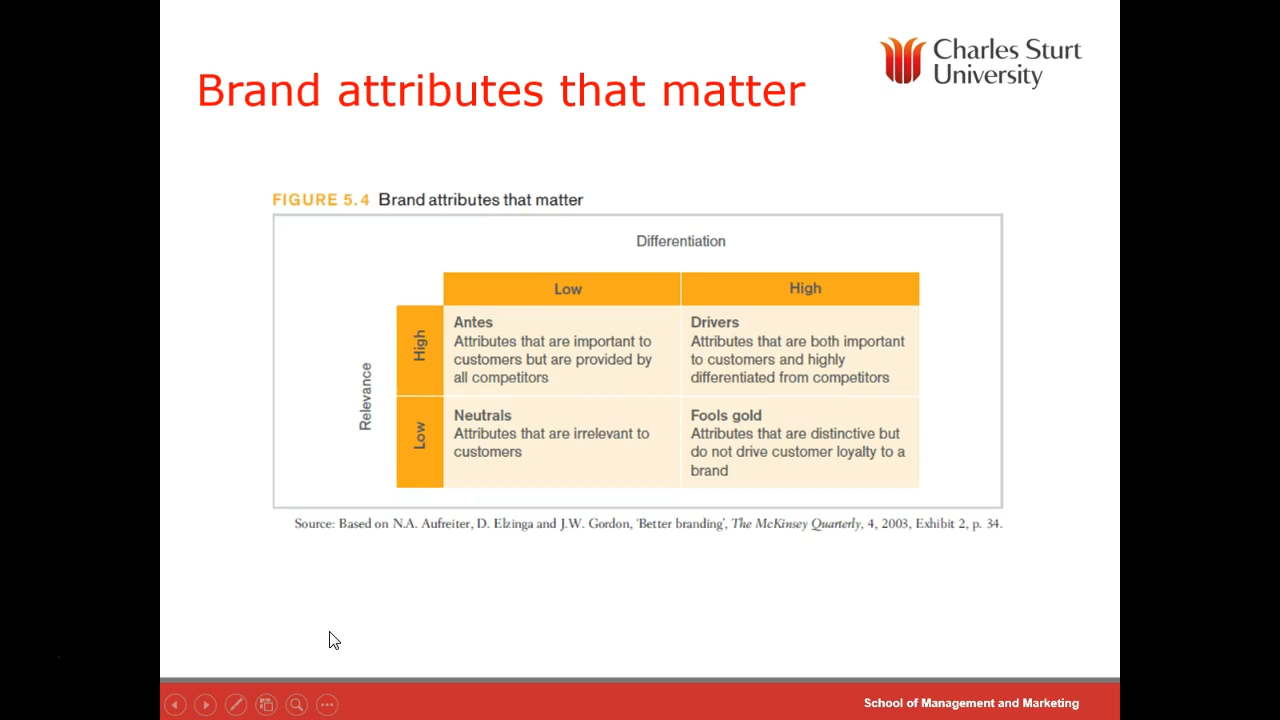 Charles Sturt
University
Brand attributes that matter
FIGURE 5.4 Brand attributes that matter
Differentiation
Low
High
Relevance
High
Antes
Attributes that are important to
customers but are provided by
all competitors
Drivers
Attributes that are both important
to customers and highly
differentiated from competitors
Low
Neutrals
Attributes that are irrelevant to
customers
Fools gold
Attributes that are distinctive but
do not drive customer loyalty to a
brand
Source: Based on N.A. Aufreiter, D. Elzinga and J.W. Gordon, 'Better branding', The McKinsey Quarterly, 4, 2003, Exhibit 2, p. 34.
School of Management and Marketing